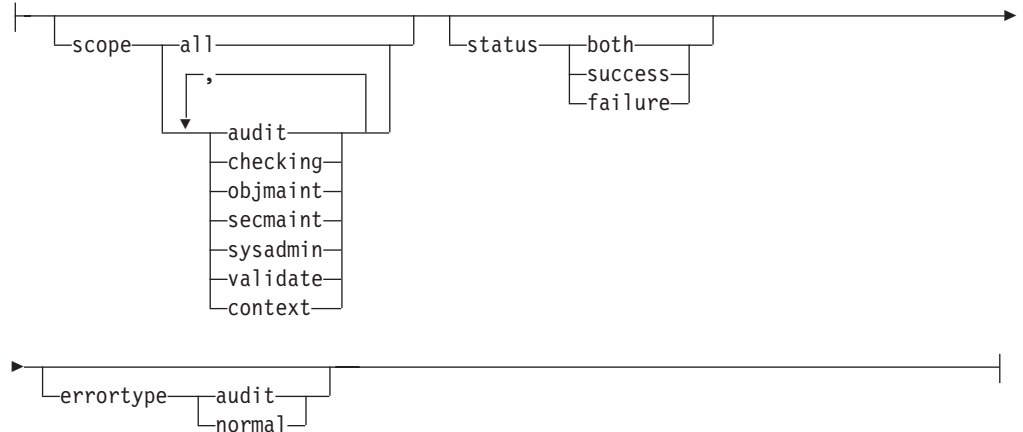 scope all status both
, success
failure
audit
checking
objmaint
secmaint
sysadmin
validate
context
errortype audit
normal